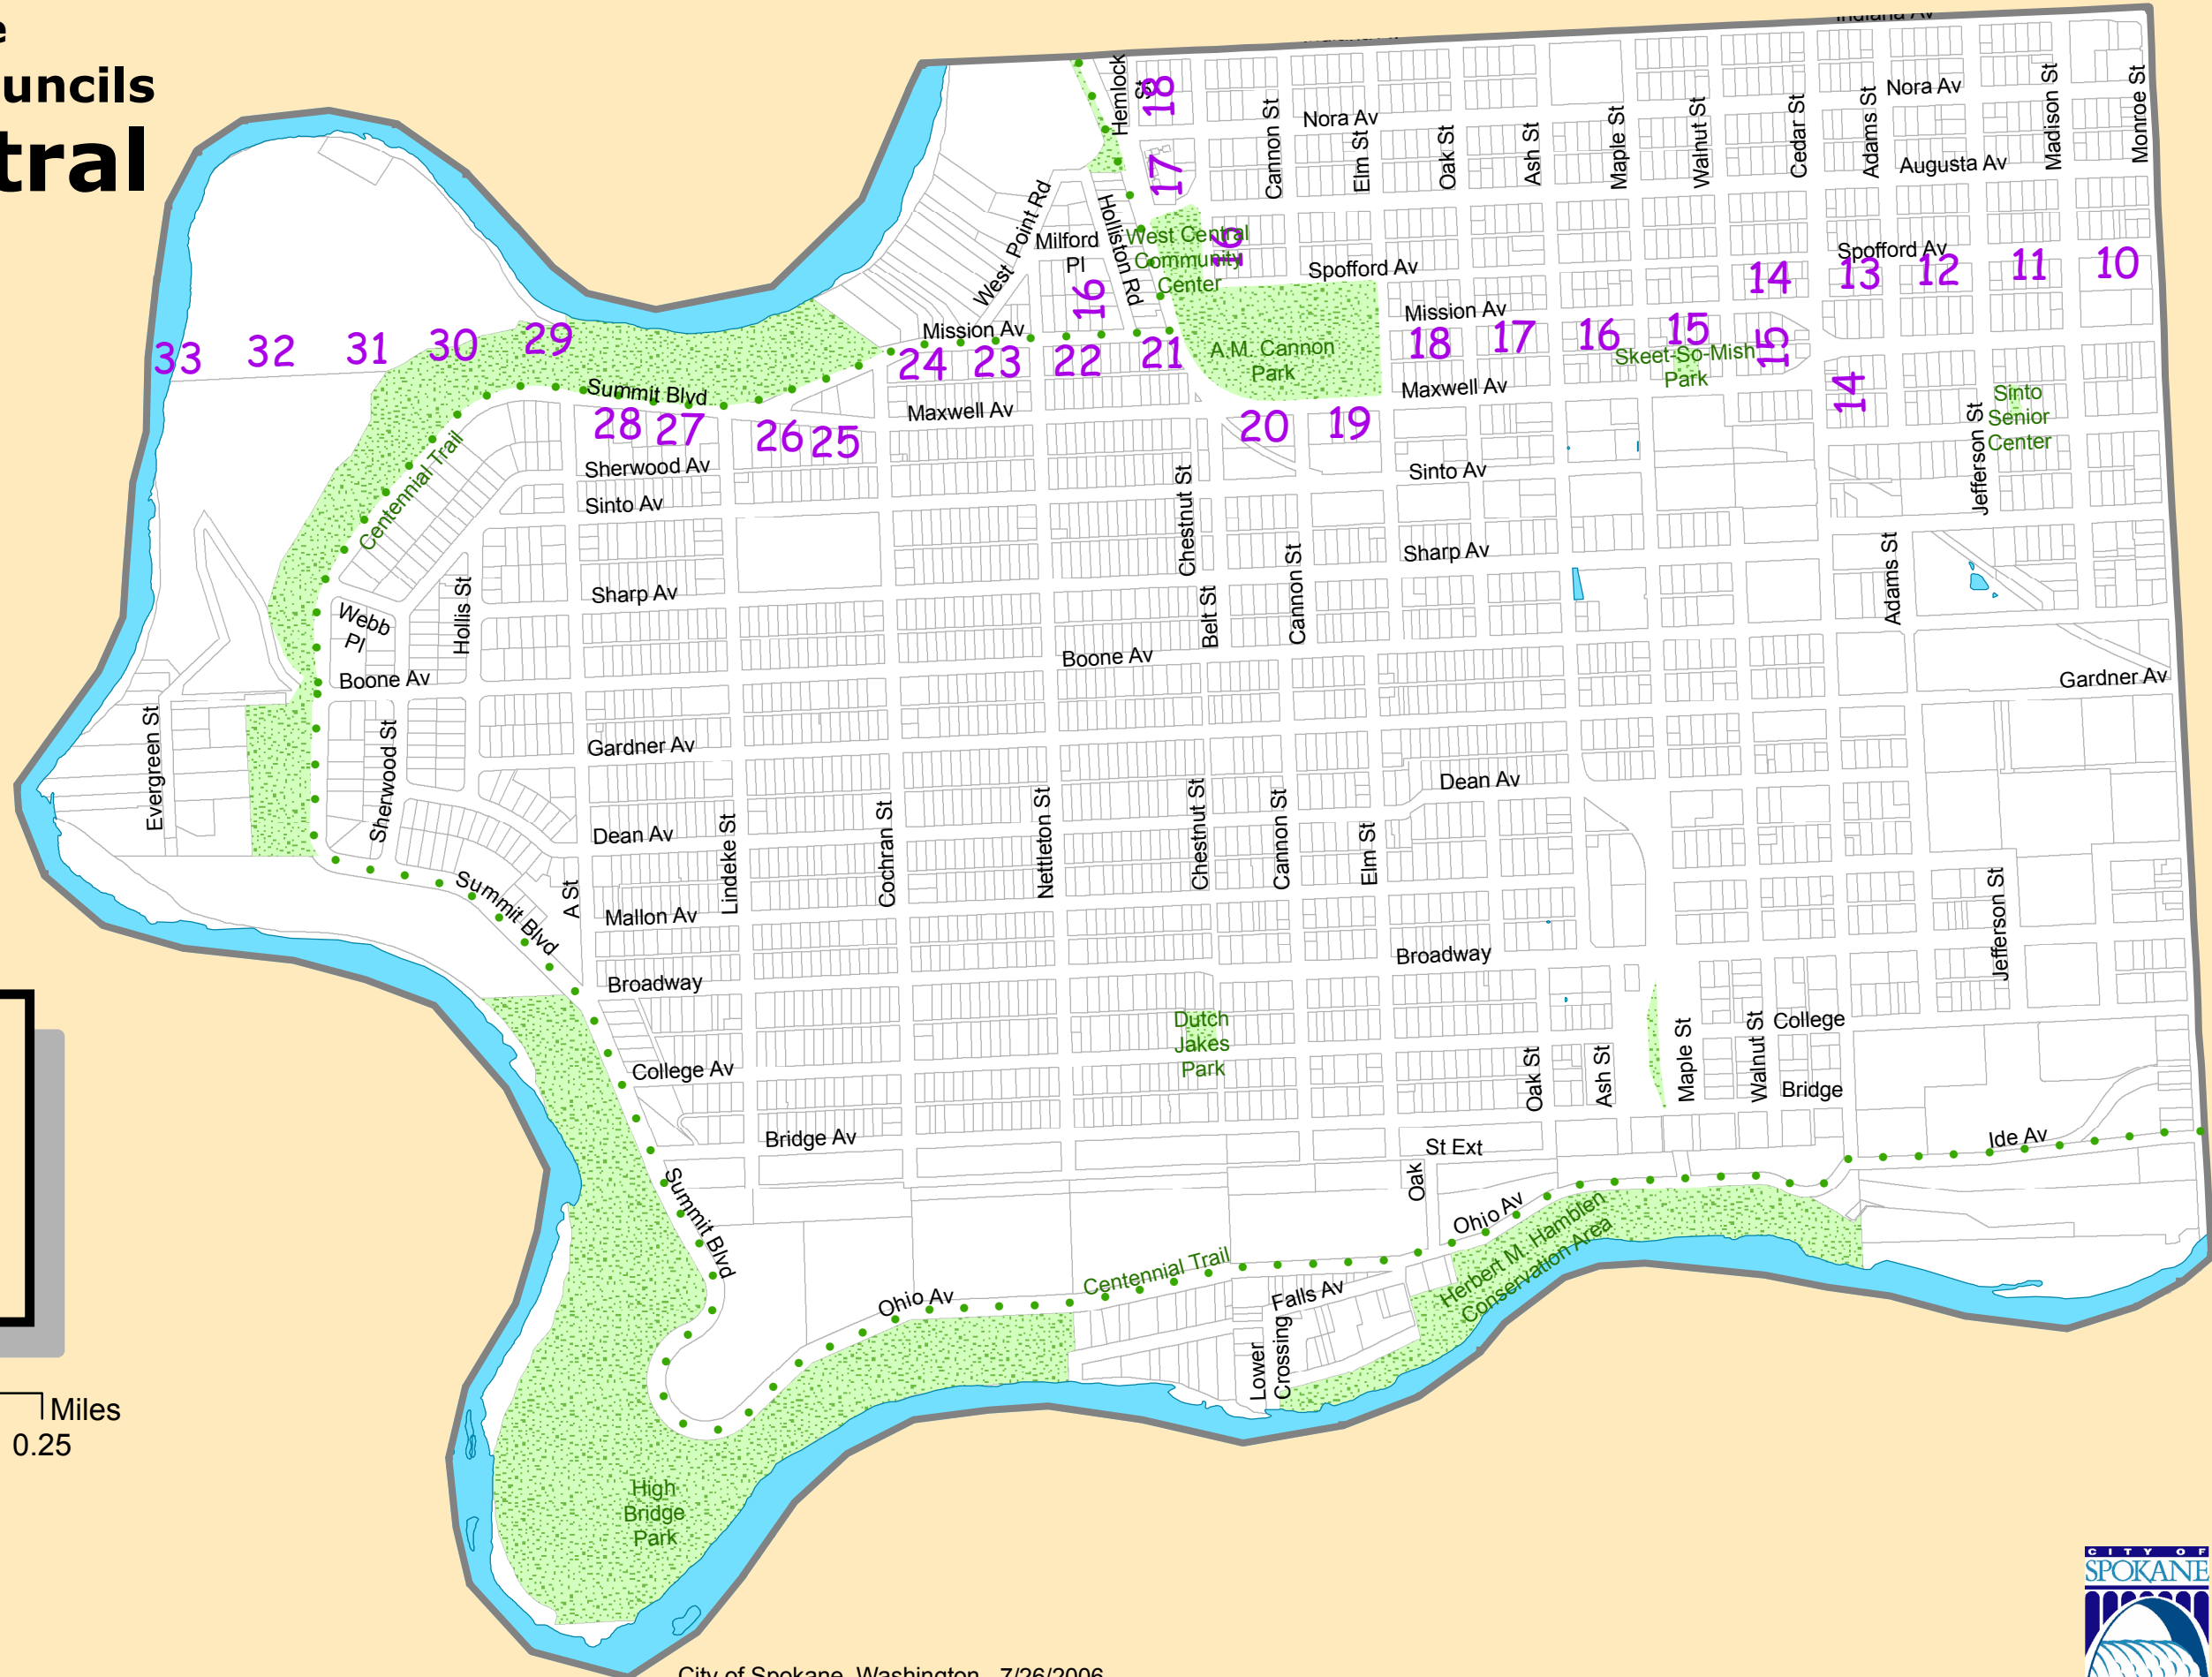 e
uncils
tral
Indiana Av
Hemlock
St
18
Nora Av
Nora Av
Cannon St
Elm St
Oak St
Ash St
Maple St
Walnut St
Cedar St
Adams St
Madison St
Monroe St
Augusta Av
17
West Point Rd
Holliston Rd
Milford
Pl
West Central
Community
Center
16
16
Spofford Av
Spofford Av
14
13
12
11
10
Mission Av
Mission Av
33
32
31
30
29
24
23
22
21
A.M. Cannon
Park
18
17
16
15
15
Skeet-So-Mish
Park
14
Summit Blvd
28
27
26
25
Maxwell Av
Maxwell Av
20
19
Sinto
Senior
Center
Jefferson St
Centennial Trail
Sherwood Av
Sinto Av
Sinto Av
Chestnut St
Sharp Av
Sharp Av
Cannon St
Adams St
Belt St
Webb
Pl
Hollis St
Boone Av
Boone Av
Gardner Av
Evergreen St
Sherwood St
Gardner Av
Dean Av
Dean Av
Lindeke St
Cochran St
Nettleton St
Chestnut St
Cannon St
Elm St
Summit Blvd
A St
Mallon Av
Jefferson St
Broadway
Broadway
Dutch
Jakes
Park
College
College Av
Oak St
Ash St
Maple St
Walnut St
Bridge
Bridge Av
St Ext
Oak
Ide Av
Summit Blvd
Ohio Av
Herbert M. Hamblen
Conservation Area
Centennial Trail
Ohio Av
Falls Av
Lower
Crossing
Miles
0.25
High
Bridge
Park
CITY OF
SPOKANE
City of Spokane, Washington 7/26/2006